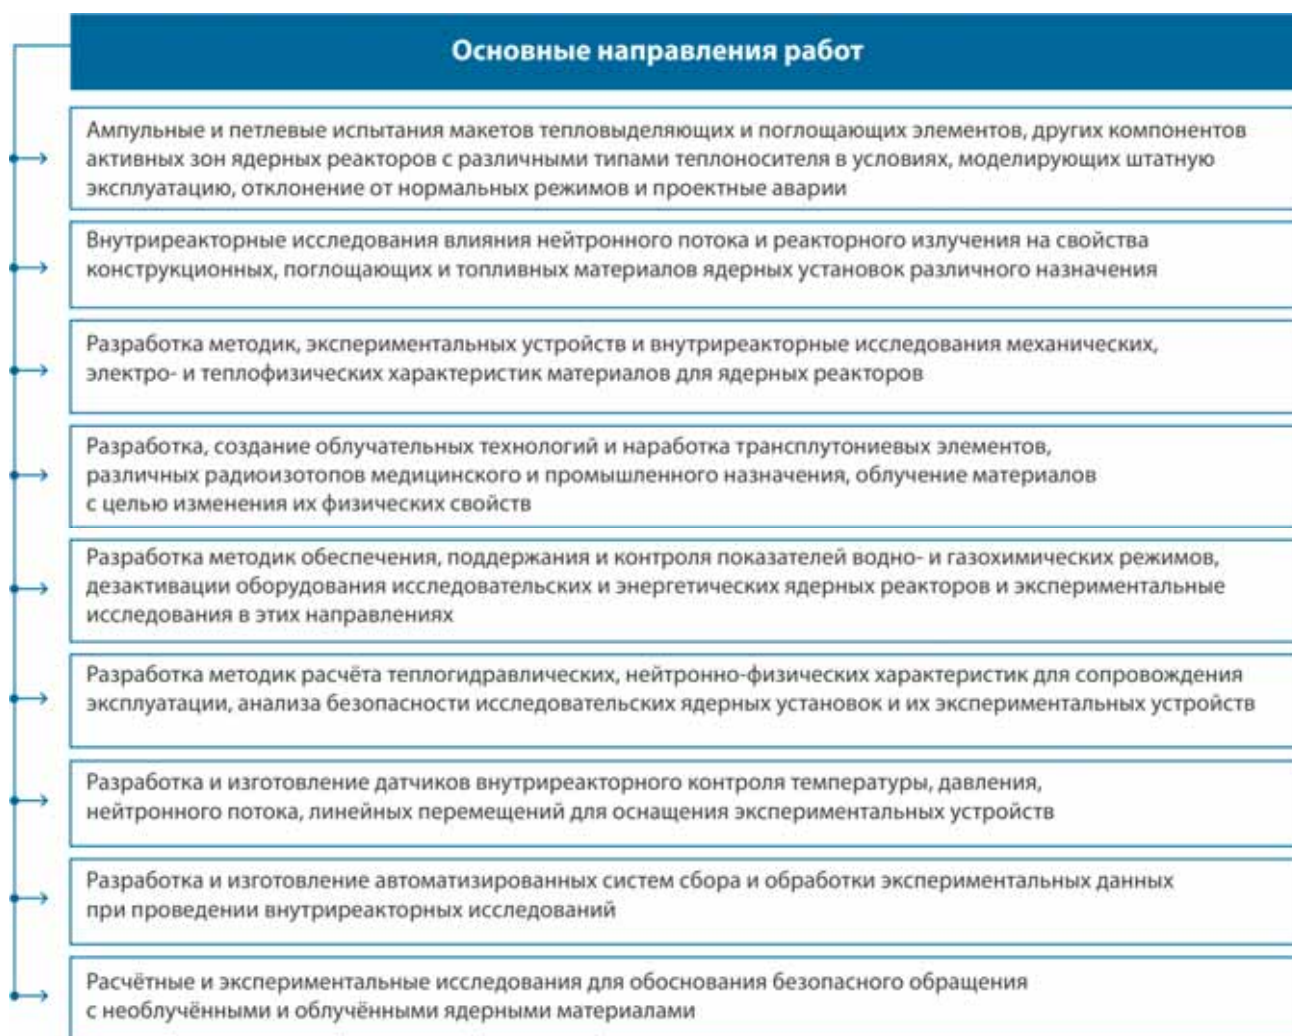 Основные направления работ
Ампульные и петлевые испытания макетов тепловыделяющих и поглощающих элементов, других компонентов
активных зон ядерных реакторов с различными типами теплоносителя в условиях, моделирующих штатную
эксплуатацию, отклонение от нормальных режимов и проектные аварии
Внутриреакторные исследования влияния нейтронного потока и реакторного излучения на свойства
конструкционных, поглощающих и топливных материалов ядерных установок различного назначения
Разработка методик, экспериментальных устройств и внутриреакторные исследования механических,
электро- и теплофизических характеристик материалов для ядерных реакторов
Разработка, создание облучательных технологий и наработка трансплутониевых элементов,
различных радиоизотопов медицинского и промышленного назначения, облучение материалов
с целью изменения их физических свойств
Разработка методик обеспечения, поддержания и контроля показателей водно- и газохимических режимов,
дезактивации оборудования исследовательских и энергетических ядерных реакторов и экспериментальные
исследования в этих направлениях
Разработка методик расчёта теплогидравлических, нейтронно-физических характеристик для сопровождения
эксплуатации, анализа безопасности исследовательских ядерных установок и их экспериментальных устройств
Разработка и изготовление датчиков внутриреакторного контроля температуры, давления,
нейтронного потока, линейных перемещений для оснащения экспериментальных устройств
Разработка и изготовление автоматизированных систем сбора и обработки экспериментальных данных
при проведении внутриреакторных исследований
Расчётные и экспериментальные исследования для обоснования безопасного обращения
с необлучёнными и облучёнными ядерными материалами